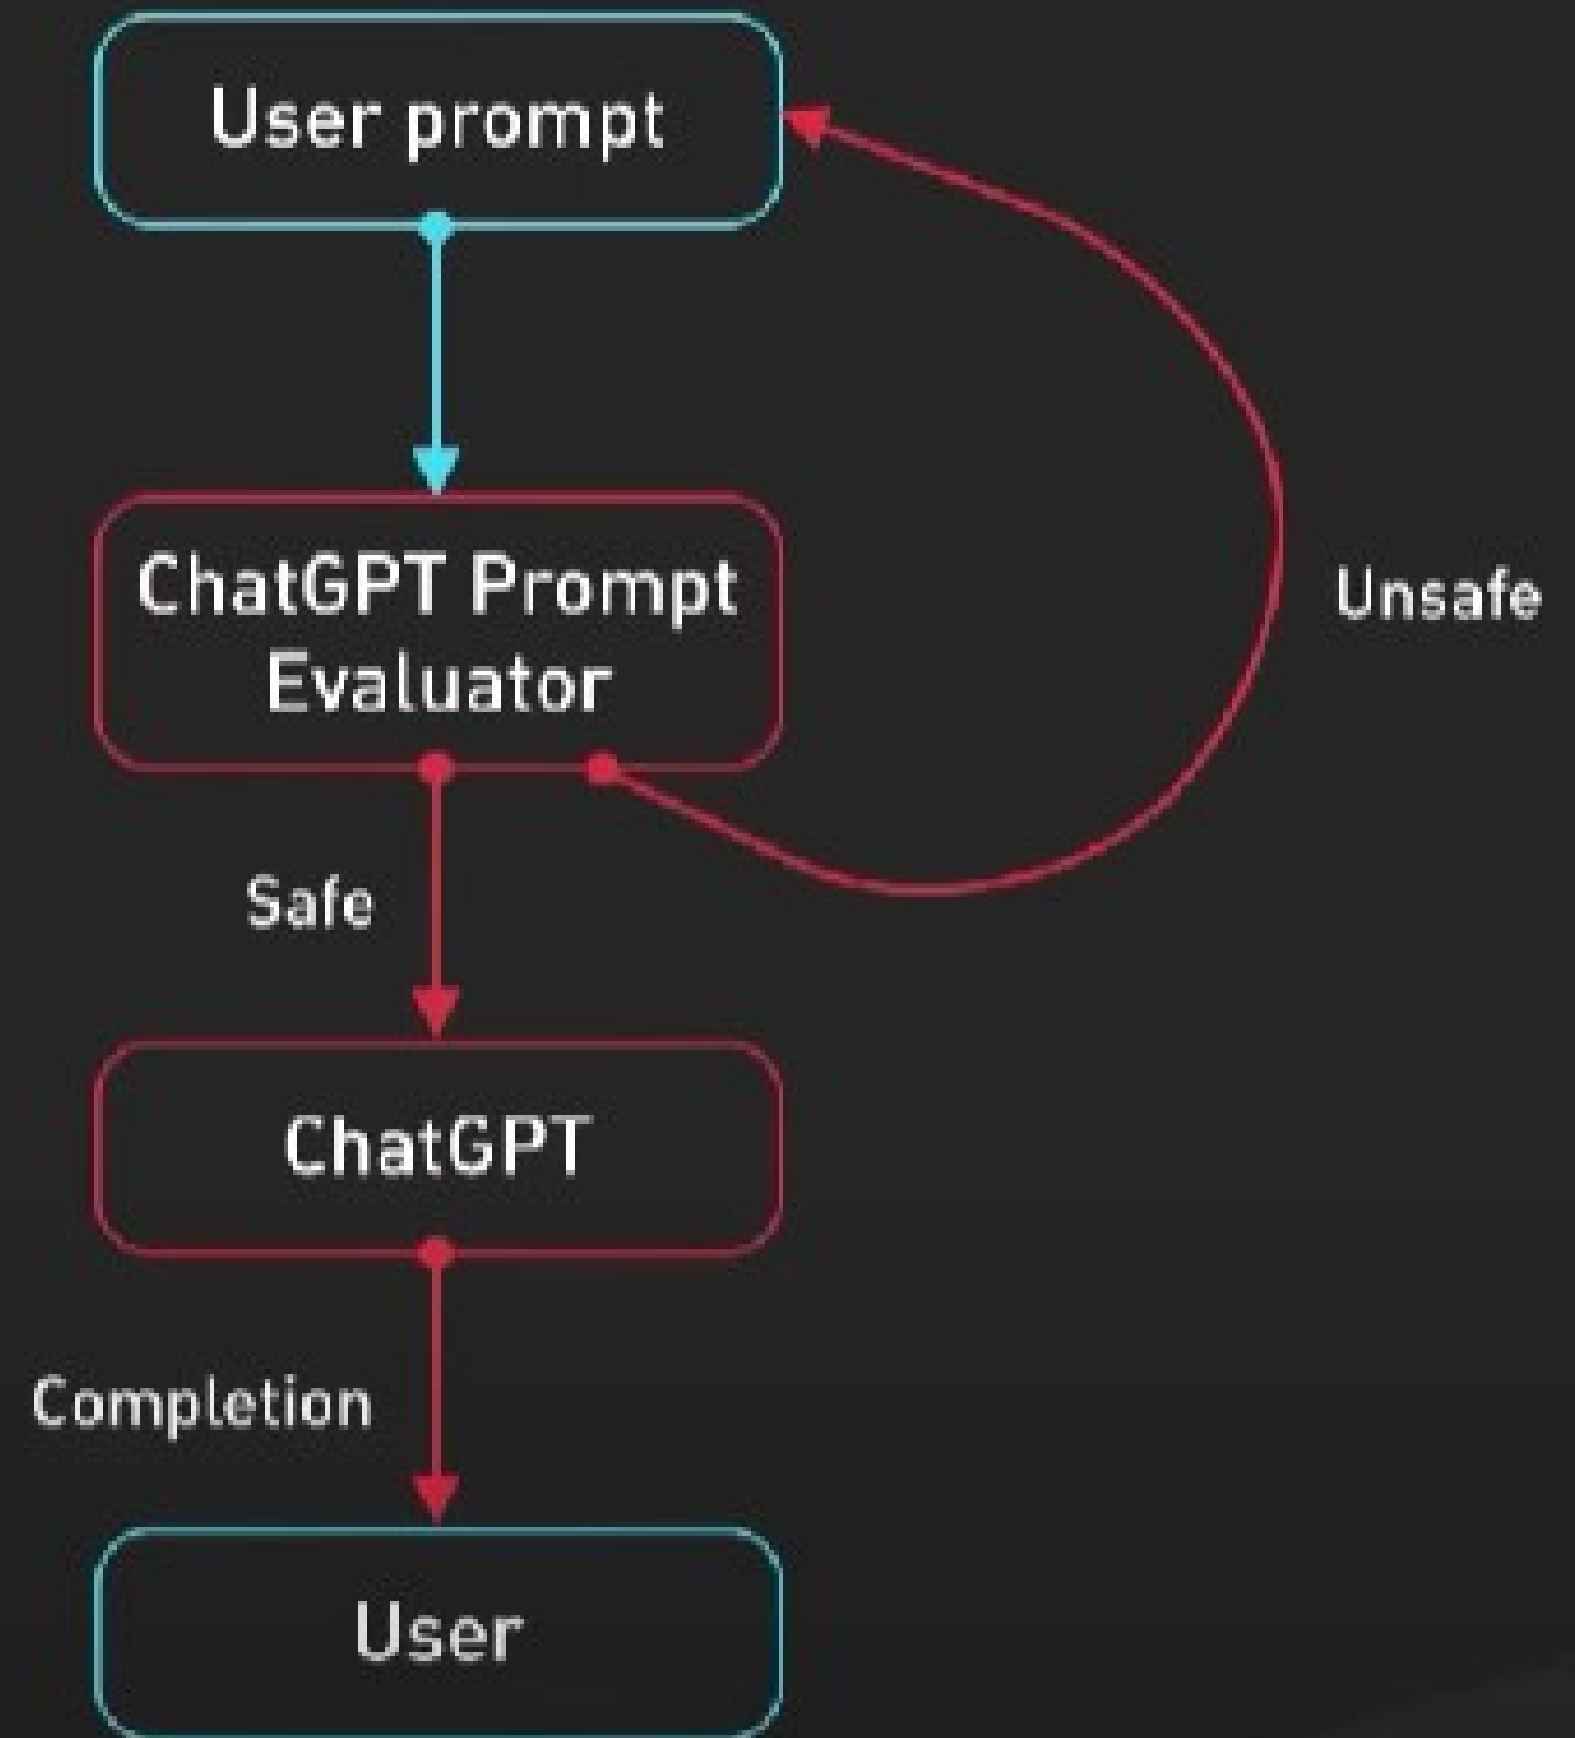 User prompt
ChatGPT Prompt
Evaluator
Unsafe
Safe
ChatGPT
Completion
User